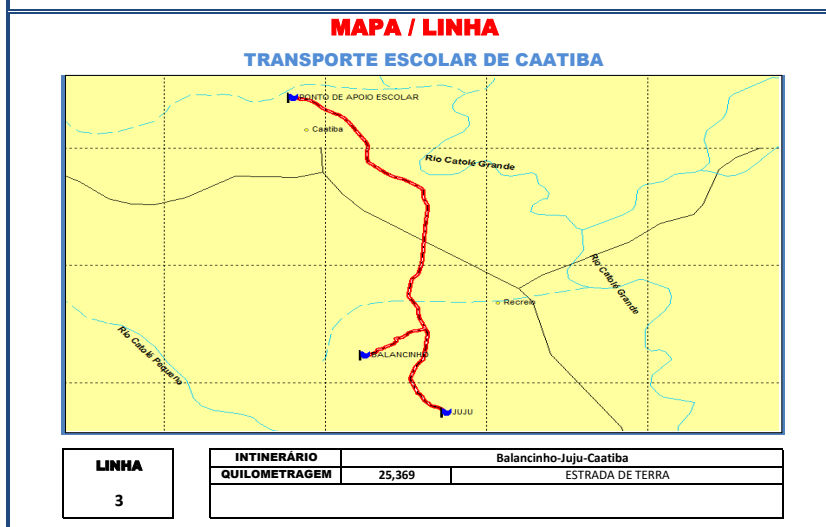 MAPA / LINHA
TRANSPORTE ESCOLAR DE CAATIBA
PONTO DE APOIO ESCOLAR
Caatiba
Rio Catolé Grande
Rio Catolé Grande
Recreio
Rio Catolé Pequeno
BALANCINHO
JUJU
LINHA
3
INTINERÁRIO Balancinho-Juju-Caatiba
QUILOMETRAGEM 25,369 ESTRADA DE TERRA